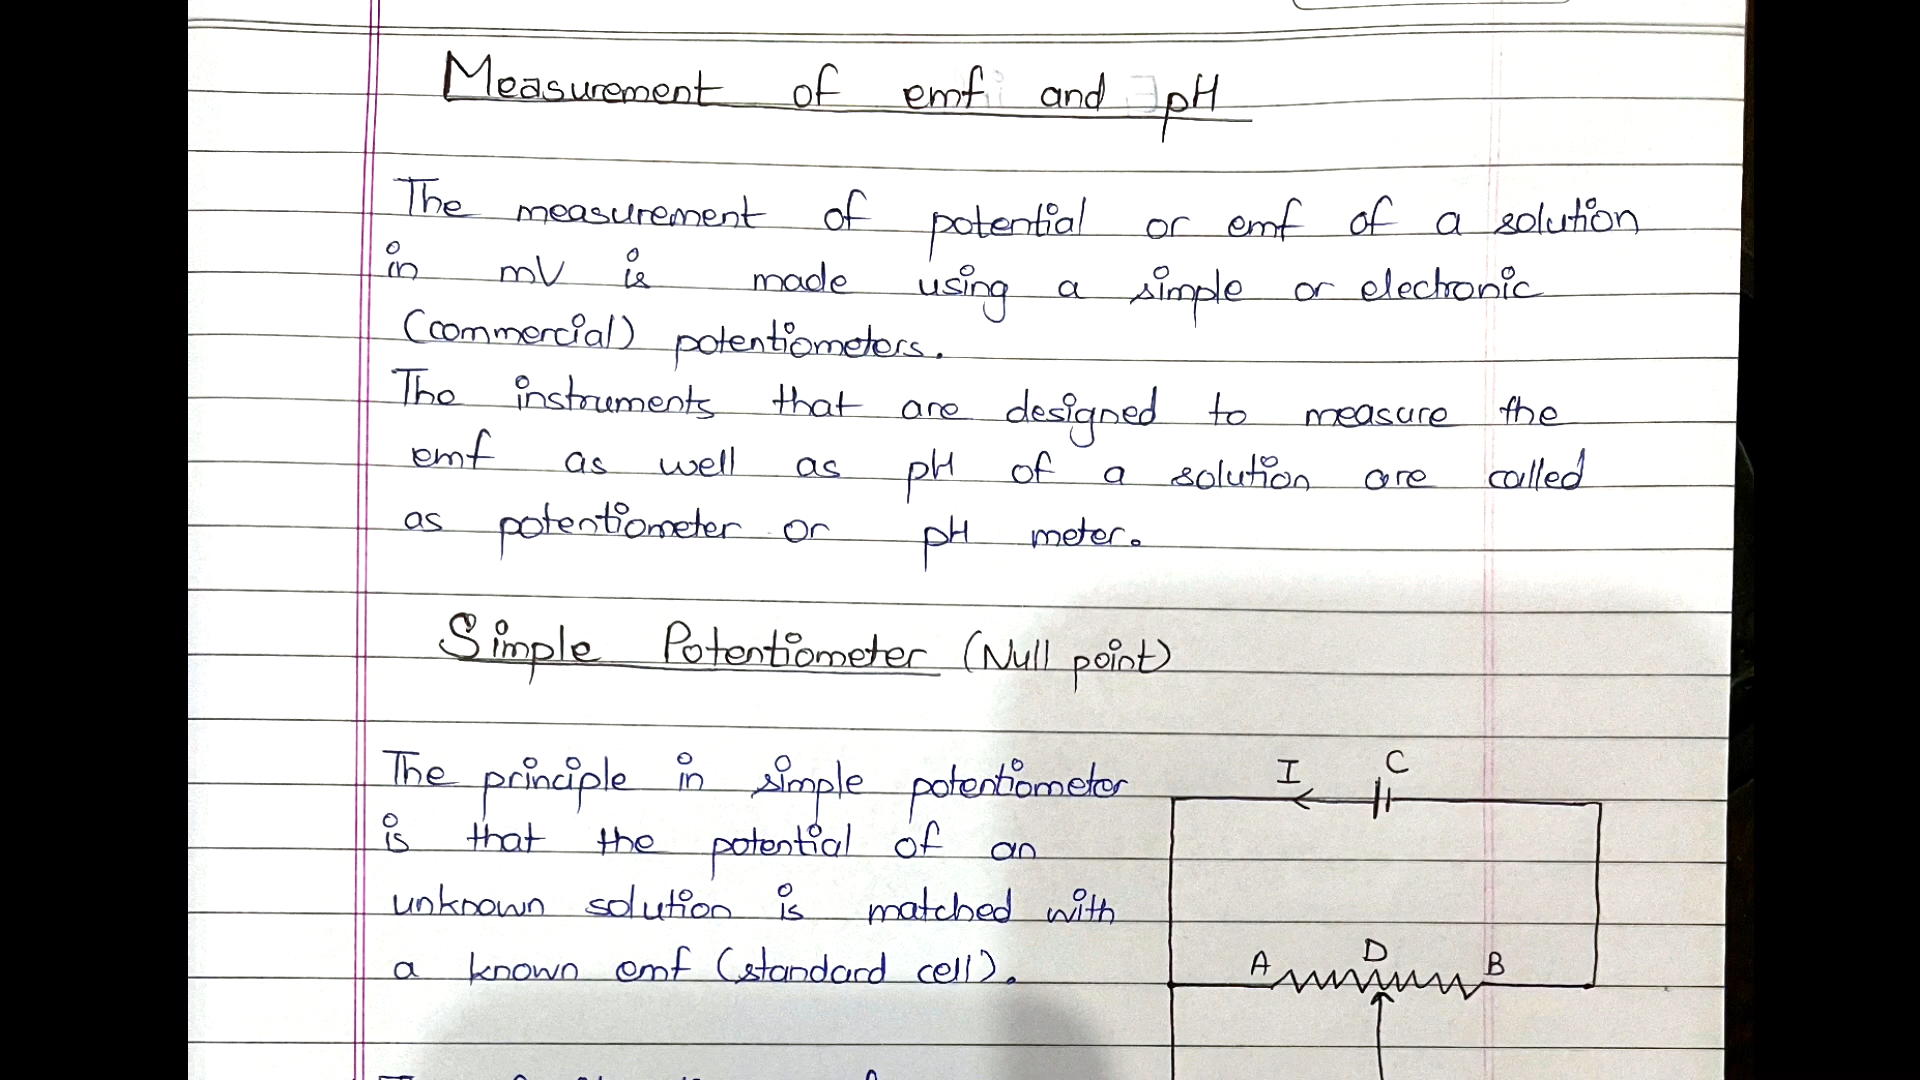 Measurement of emf and pH
The measurement of potential or emf of a solution
in mV is made using a simple or electronic
(commercial) potentiometers.
The instruments that are designed to measure the
emf as well as pH of a solution are called
as potentiometer or pH meter.
Simple Potentiometer (Null point)
The principle in simple potentiometer
is that the potential of an
unknown solution is matched with
a known emf (standard cell).
I C
A D B